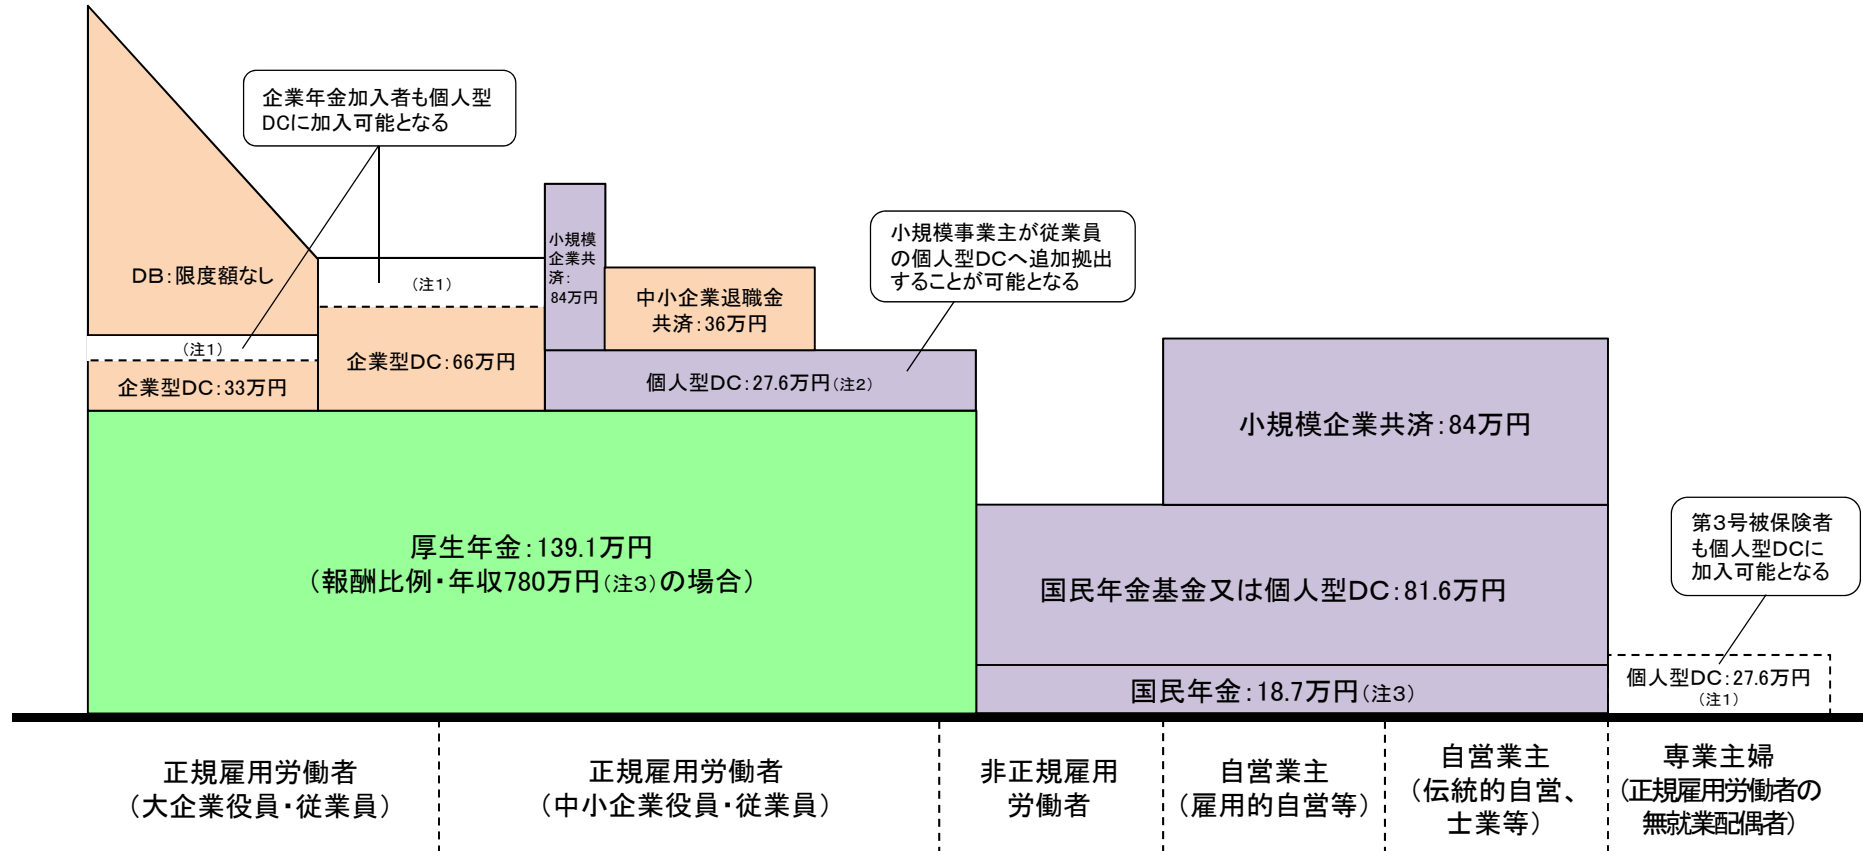 企業年金加入者も個人型
DCに加入可能となる
DB：限度額なし
（注1）
企業型DC：33万円
（注1）
企業型DC：66万円
小規模
企業共
済：
84万円
中小企業退職金
共済：36万円
小規模事業主が従業員
の個人型DCへ追加拠出
することが可能となる
個人型DC：27.6万円（注2）
厚生年金：139.1万円
（報酬比例・年収780万円（注3）の場合）
小規模企業共済：84万円
国民年金基金又は個人型DC：81.6万円
国民年金：18.7万円（注3）
第3号被保険者
も個人型DCに
加入可能となる
個人型DC：27.6万円
（注1）
正規雇用労働者
（大企業役員・従業員）
正規雇用労働者
（中小企業役員・従業員）
非正規雇用
労働者
自営業主
（雇用的自営等）
自営業主
（伝統的自営、
士業等）
専業主婦
（正規雇用労働者の
無就業配偶者）